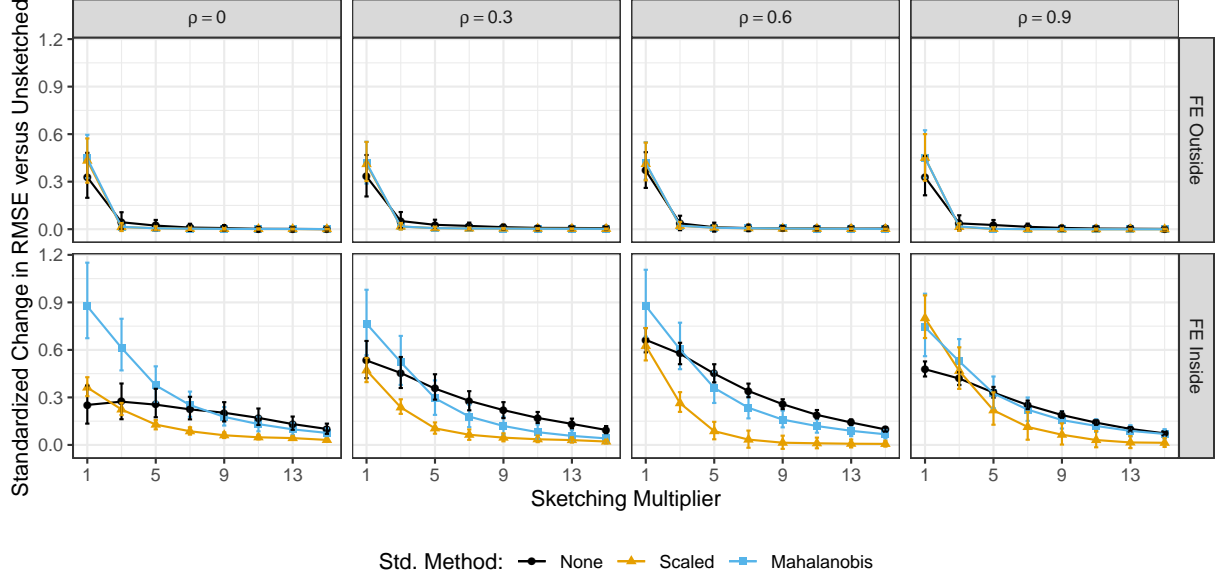 ρ = 0
ρ = 0.3
ρ = 0.6
ρ = 0.9
Standardized Change in RMSE versus Unsketched
1.2
0.9
0.6
0.3
0.0
FE Outside
1.2
0.9
0.6
0.3
0.0
FE Inside
1 5 9 13
1 5 9 13
1 5 9 13
1 5 9 13
Sketching Multiplier
Std. Method: None Scaled Mahalanobis